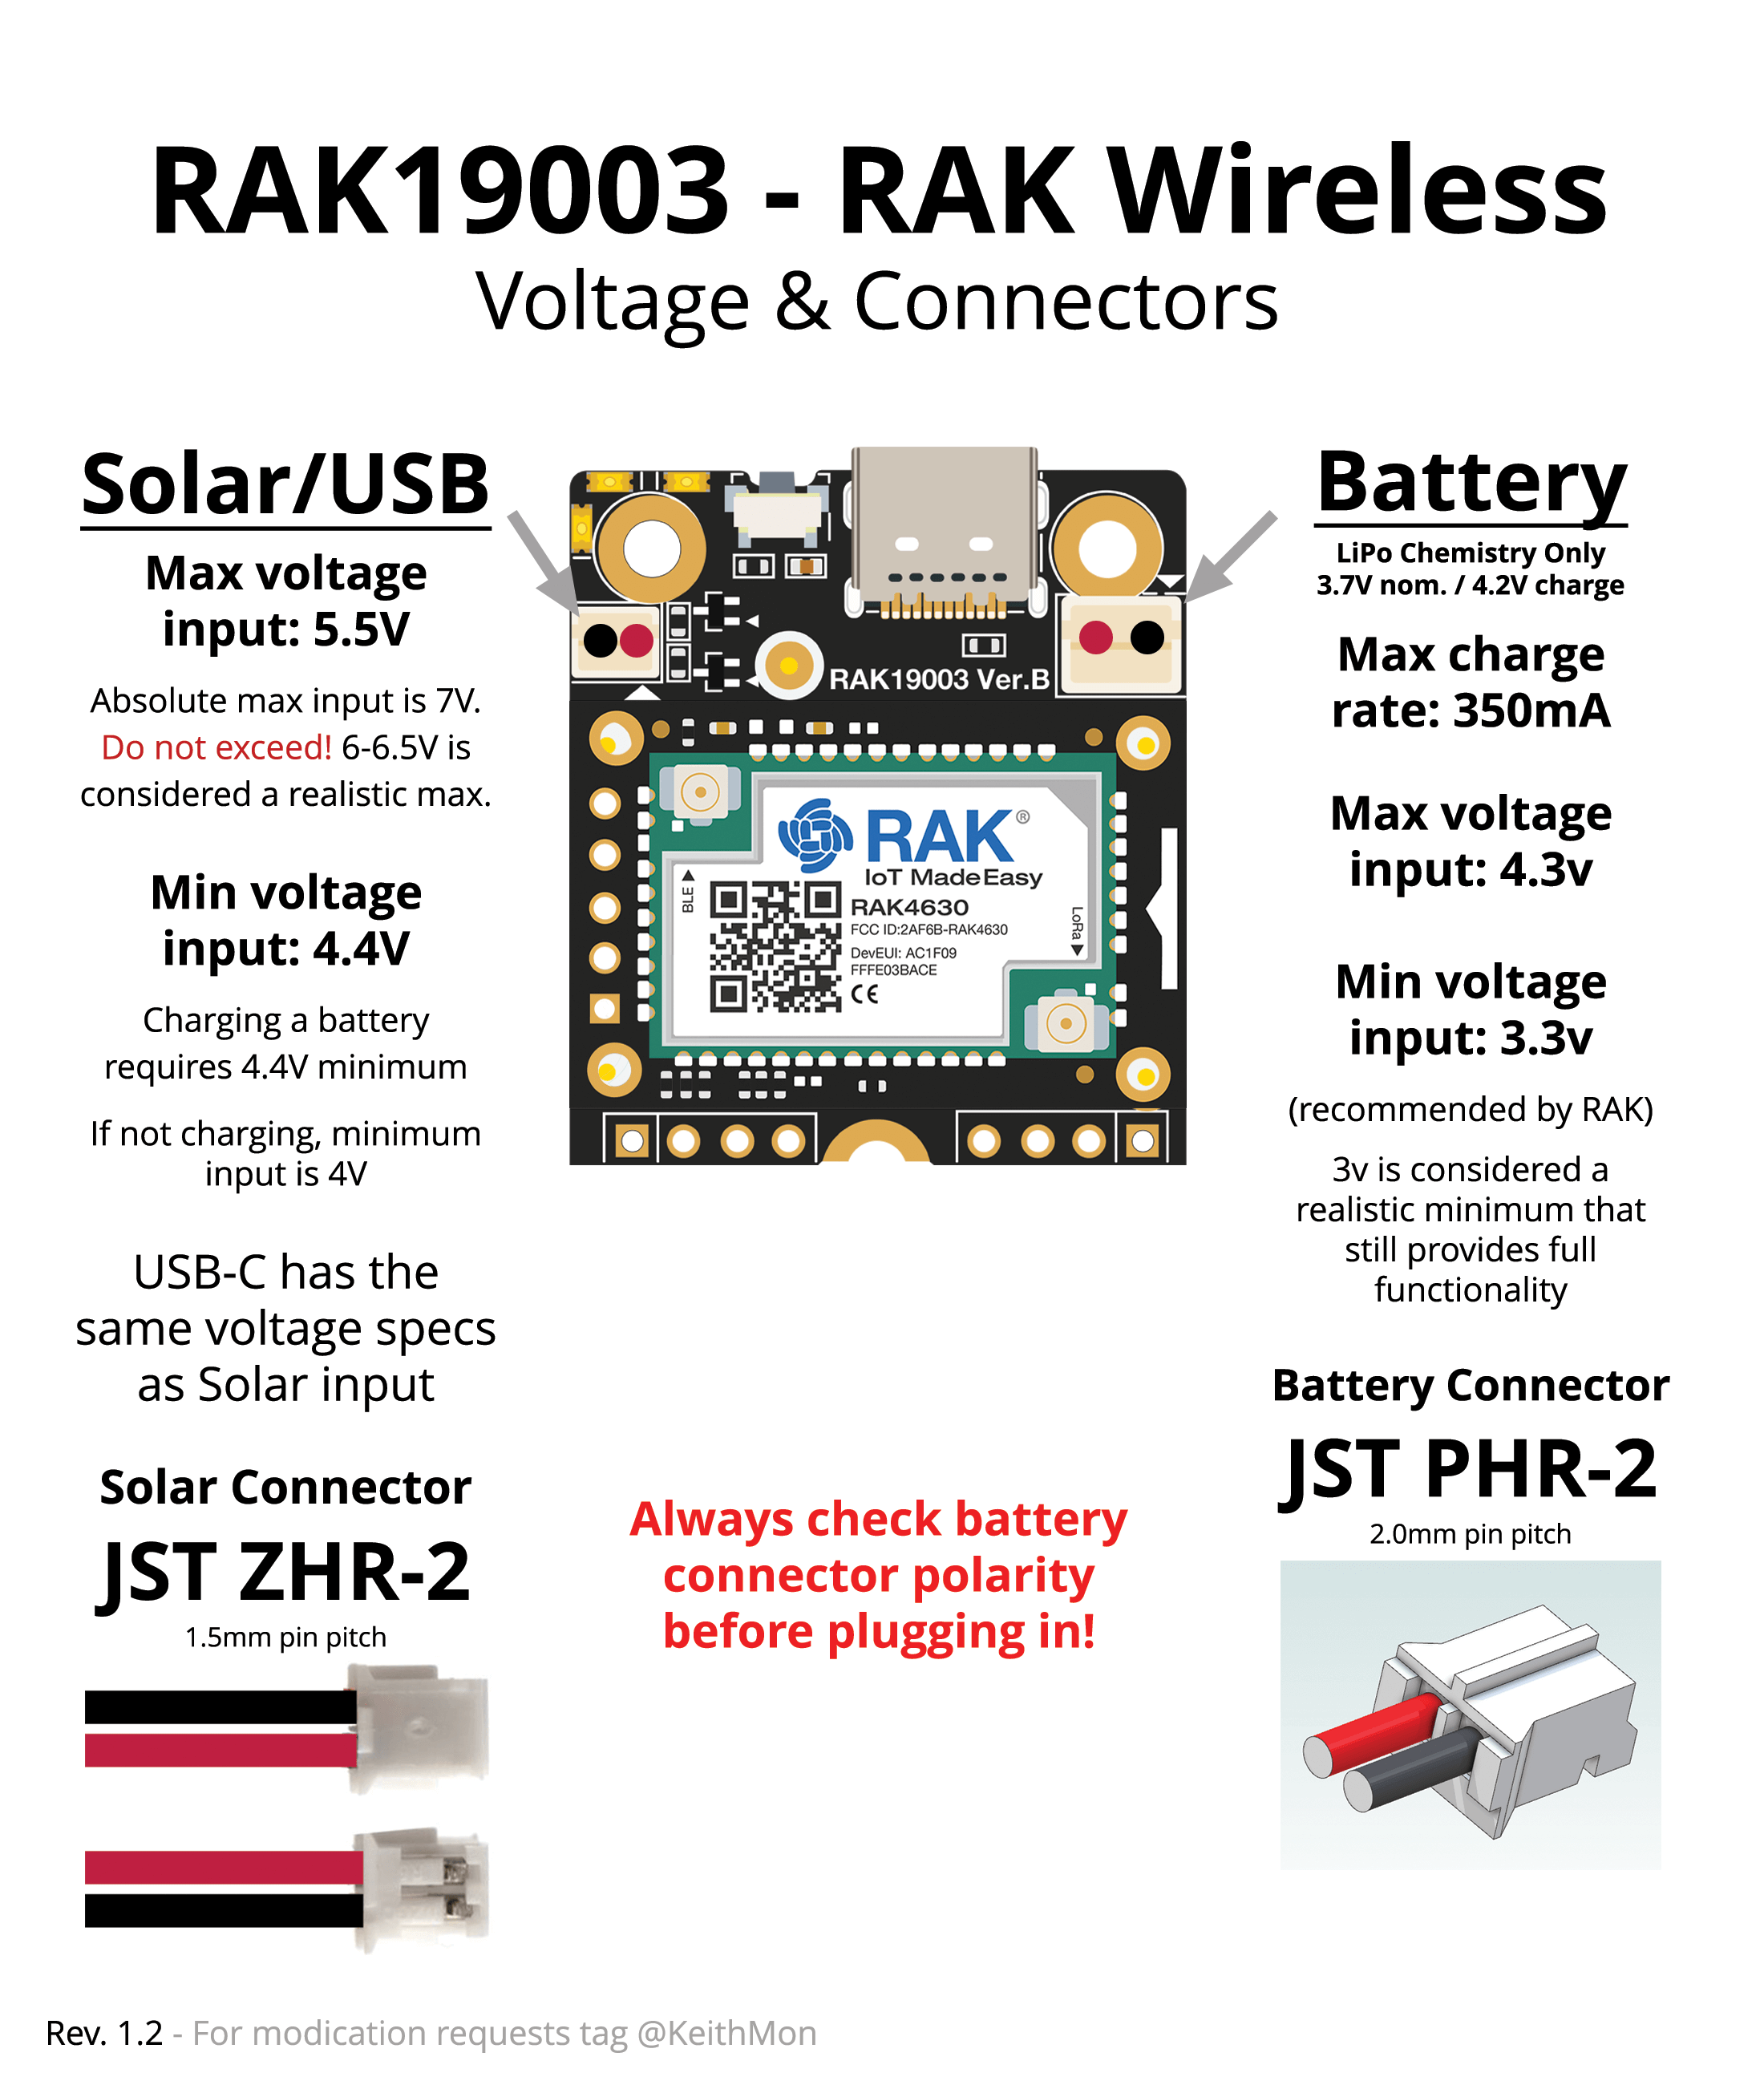 RAK19003 - RAK Wireless
Voltage & Connectors
Solar/USB
Max voltage
input: 5.5V
Absolute max input is 7V.
Do not exceed! 6-6.5V is
considered a realistic max.
Min voltage
input: 4.4V
Charging a battery
requires 4.4V minimum
If not charging, minimum
input is 4V
USB-C has the
same voltage specs
as Solar input
Solar Connector
JST ZHR-2
1.5mm pin pitch
RAK19003 Ver.B
RAK®
IoT MadeEasy
BLE
RAK4630
FCC ID:2AF6B-RAK4630
DevEUI: AC1F09
FFFE03BACE
CE
LoRa
Always check battery
connector polarity
before plugging in!
Battery
LiPo Chemistry Only
3.7V nom. / 4.2V charge
Max charge
rate: 350mA
Max voltage
input: 4.3v
Min voltage
input: 3.3v
(recommended by RAK)
3v is considered a
realistic minimum that
still provides full
functionality
Battery Connector
JST PHR-2
2.0mm pin pitch
Rev. 1.2 - For modication requests tag @KeithMon